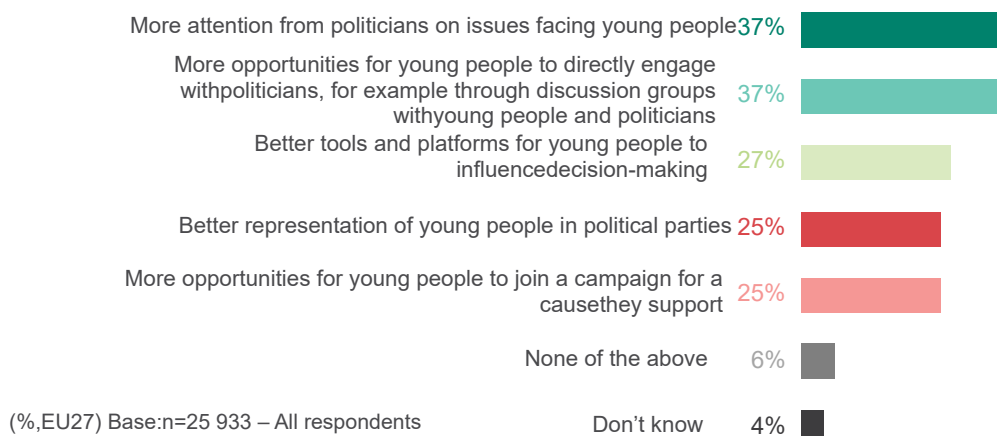 More attention from politicians on issues facing young people 37%
More opportunities for young people to directly engage
withpoliticians, for example through discussion groups
withyoung people and politicians
37%
Better tools and platforms for young people to
influencedecision-making
27%
Better representation of young people in political parties 25%
More opportunities for young people to join a campaign for a
causethey support
25%
None of the above 6%
(%,EU27) Base:n=25 933 – All respondents
Don't know 4%